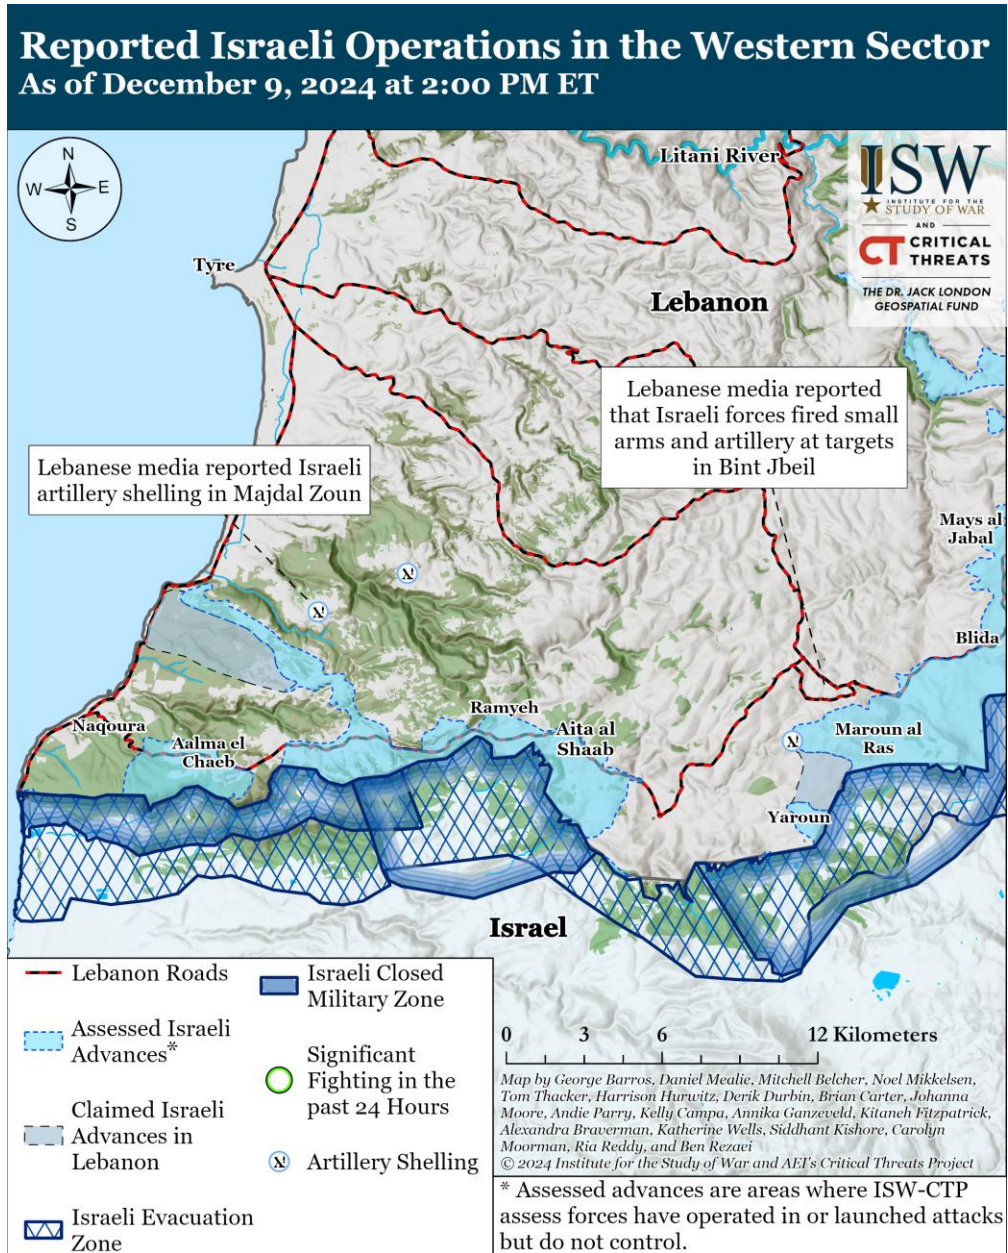 Reported Israeli Operations in the Western Sector
As of December 9, 2024 at 2:00 PM ET
N
W
E
S
Litani River
ISW
INSTITUTE FOR THE
STUDY OF WAR
AND
CT CRITICAL
THREATS
THE DR. JACK LONDON
GEOSPATIAL FUND
Tyre
Lebanon
Lebanese media reported
that Israeli forces fired small
arms and artillery at targets
in Bint Jbeil
Lebanese media reported Israeli
artillery shelling in Majdal Zoun
Mays al
Jabal
Blida
Ramyeh
Naqoura
Aalma el
Chaeb
Aita al
Shaab
Maroun al
Ras
Yaroun
Israel
Lebanon Roads
Assessed Israeli
Advances*
Claimed Israeli
Advances in
Lebanon
Israeli Evacuation
Zone
Israeli Closed
Military Zone
Significant
Fighting in the
past 24 Hours
Artillery Shelling
0 3 6 12 Kilometers
Map by George Barros, Daniel Mealie, Mitchell Belcher, Noel Mikkelsen,
Tom Thacker, Harrison Hurwitz, Derik Durbin, Brian Carter, Johanna
Moore, Andie Parry, Kelly Campa, Annika Ganzeveld, Kitaneh Fitzpatrick,
Alexandra Braverman, Katherine Wells, Siddhant Kishore, Carolyn
Moorman, Ria Reddy, and Ben Rezaei
© 2024 Institute for the Study of War and AEI's Critical Threats Project
* Assessed advances are areas where ISW-CTP
assess forces have operated in or launched attacks
but do not control.